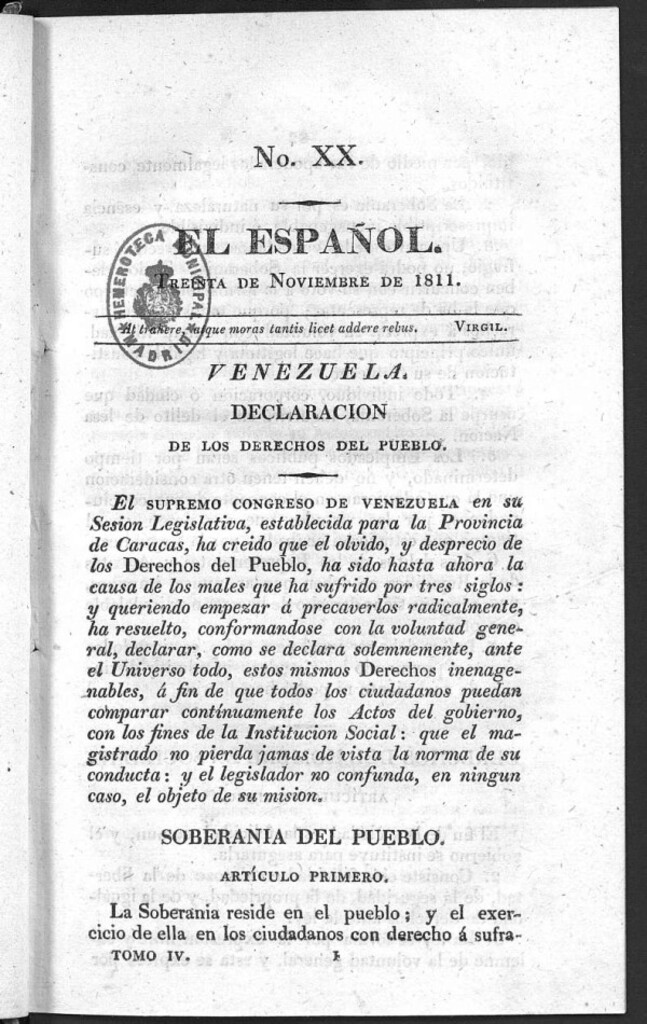 No. XX.
EL ESPAÑOL.
TREINTA DE NOVIEMBRE DE 1811.
HEMEROTECA MUNICIPAL
MADRID
At trahere, atque moras tantis licet addere rebus. VIRGIL.
VENEZUELA.
DECLARACION
DE LOS DERECHOS DEL PUEBLO.
El SUPREMO CONGRESO DE VENEZUELA en su
Sesion Legislativa, establecida para la Provincia
de Caracas, ha creido que el olvido, y desprecio de
los Derechos del Pueblo, ha sido hasta ahora la
causa de los males que ha sufrido por tres siglos:
y queriendo empezar á precaverlos radicalmente,
ha resuelto, conformandose con la voluntad gene-
ral, declarar, como se declara solemnemente, ante
el Universo todo, estos mismos Derechos inenage-
nables, á fin de que todos los ciudadanos puedan
comparar contínuamente los Actos del gobierno,
con los fines de la Institucion Social: que el ma-
gistrado no pierda jamas de vista la norma de su
conducta: y el legislador no confunda, en ningun
caso, el objeto de su mision.
SOBERANIA DEL PUEBLO.
ARTÍCULO PRIMERO.
La Soberania reside en el pueblo; y el exer-
cicio de ella en los ciudadanos con derecho á sufra-
TOMO IV. I